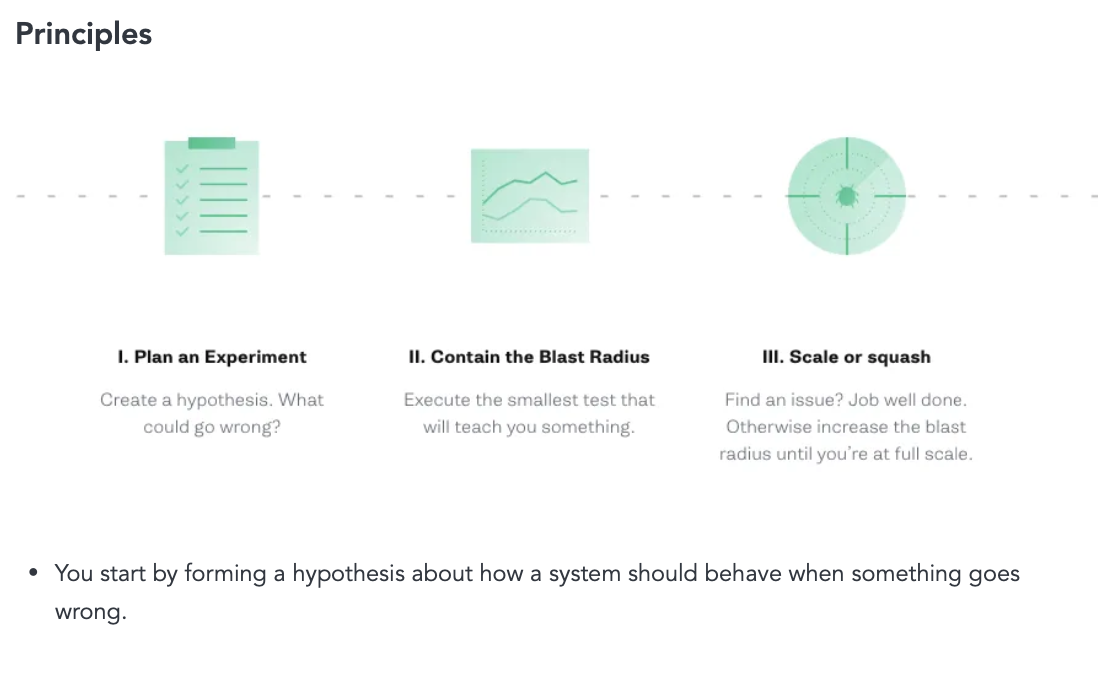 Principles
I. Plan an Experiment
Create a hypothesis. What
could go wrong?
II. Contain the Blast Radius
Execute the smallest test that
will teach you something.
III. Scale or squash
Find an issue? Job well done.
Otherwise increase the blast
radius until you’re at full scale.
• You start by forming a hypothesis about how a system should behave when something goes
wrong.